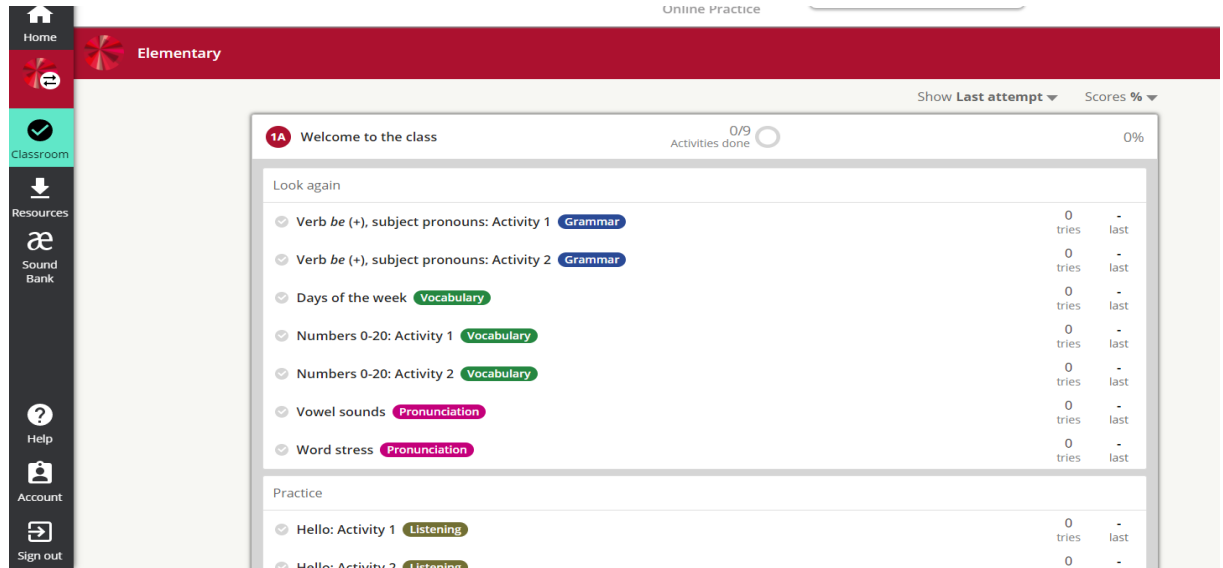 Online Practice
Home
Elementary
Show Last attempt Scores %
Classroom
1A Welcome to the class 0/9 Activities done 0%
Look again
Resources
Verb be (+), subject pronouns: Activity 1 Grammar 0 tries - last
Verb be (+), subject pronouns: Activity 2 Grammar 0 tries - last
æ
Sound
Bank
Days of the week Vocabulary 0 tries - last
Numbers 0-20: Activity 1 Vocabulary 0 tries - last
Numbers 0-20: Activity 2 Vocabulary 0 tries - last
Vowel sounds Pronunciation 0 tries - last
Help
Word stress Pronunciation 0 tries - last
Account
Practice
Hello: Activity 1 Listening 0 tries - last
Sign out
Hello: Activity 2 Listening 0 -